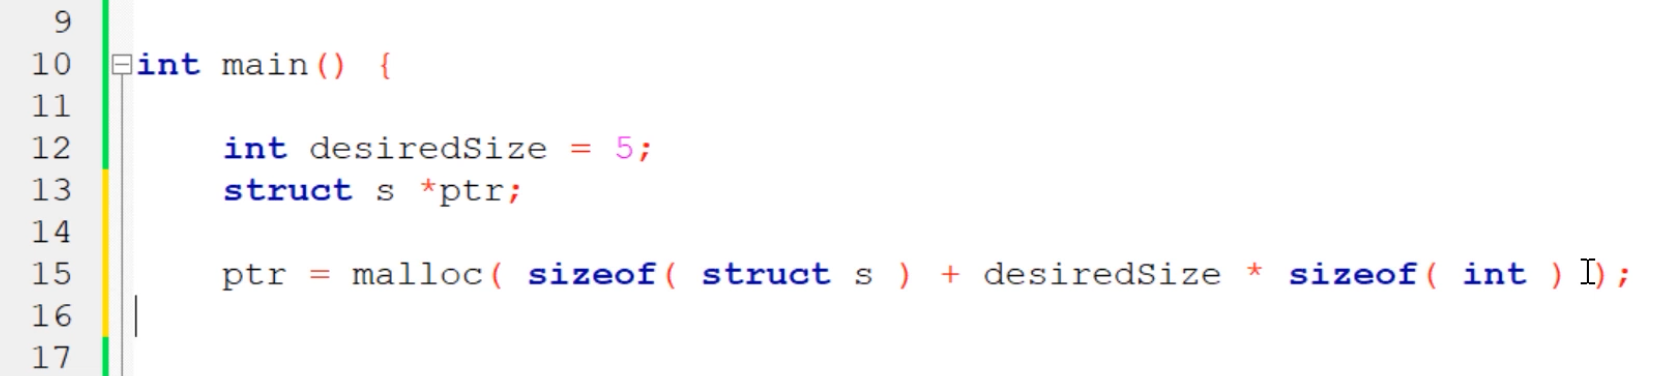 9
10 int main() {
11
12 int desiredSize = 5;
13 struct s *ptr;
14
15 ptr = malloc( sizeof( struct s ) + desiredSize * sizeof( int ) );
16
17